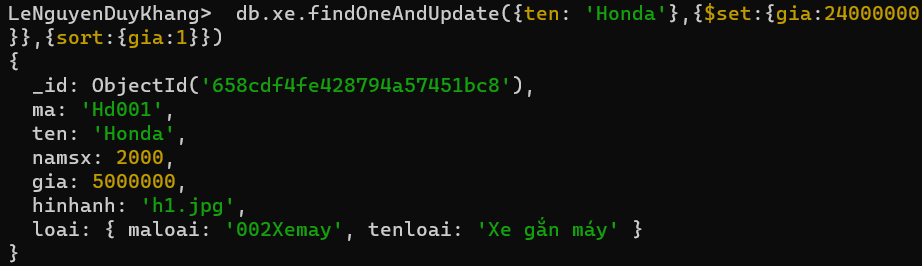 LeNguyenDuyKhang>  db.xe.findOneAndUpdate({ten: 'Honda'},{$set:{gia:24000000
}},{sort:{gia:1}})
{
  _id: ObjectId('658cdf4fe428794a57451bc8'),
  ma: 'Hd001',
  ten: 'Honda',
  namsx: 2000,
  gia: 5000000,
  hinhanh: 'h1.jpg',
  loai: { maloai: '002Xemay', tenloai: 'Xe gắn máy' }
}